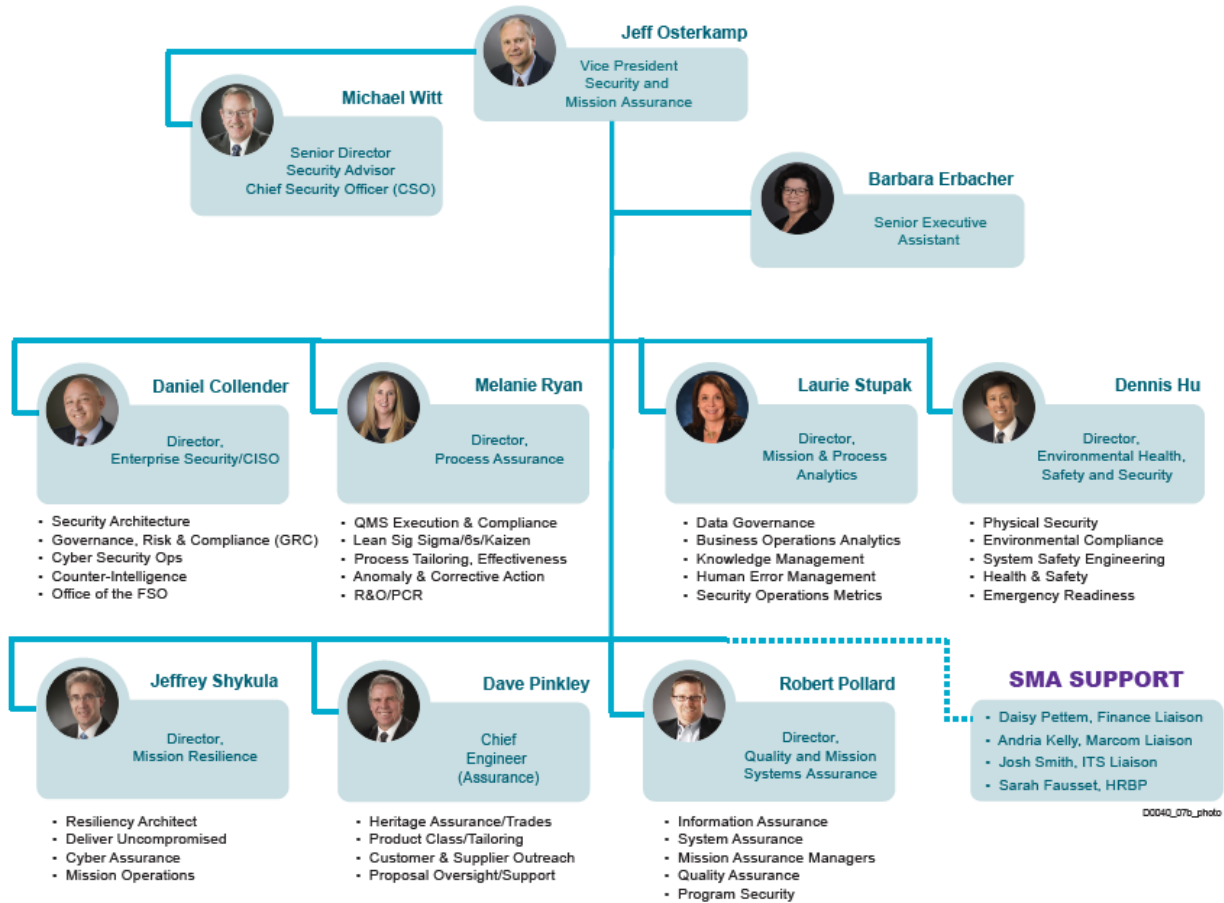 Jeff Osterkamp
Vice President
Security and
Mission Assurance
Michael Witt
Senior Director
Security Advisor
Chief Security Officer (CSO)
Barbara Erbacher
Senior Executive
Assistant
Daniel Collender
Director,
Enterprise Security/CISO
▪ Security Architecture
▪ Governance, Risk & Compliance (GRC)
▪ Cyber Security Ops
▪ Counter-Intelligence
▪ Office of the FSO
Melanie Ryan
Director,
Process Assurance
▪ QMS Execution & Compliance
▪ Lean Sig Sigma/6s/Kaizen
▪ Process Tailoring, Effectiveness
▪ Anomaly & Corrective Action
▪ R&O/PCR
Laurie Stupak
Director,
Mission & Process
Analytics
▪ Data Governance
▪ Business Operations Analytics
▪ Knowledge Management
▪ Human Error Management
▪ Security Operations Metrics
Dennis Hu
Director,
Environmental Health,
Safety and Security
▪ Physical Security
▪ Environmental Compliance
▪ System Safety Engineering
▪ Health & Safety
▪ Emergency Readiness
Jeffrey Shykula
Director,
Mission Resilience
▪ Resiliency Architect
▪ Deliver Uncompromised
▪ Cyber Assurance
▪ Mission Operations
Dave Pinkley
Chief
Engineer
(Assurance)
▪ Heritage Assurance/Trades
▪ Product Class/Tailoring
▪ Customer & Supplier Outreach
▪ Proposal Oversight/Support
Robert Pollard
Director,
Quality and Mission
Systems Assurance
▪ Information Assurance
▪ System Assurance
▪ Mission Assurance Managers
▪ Quality Assurance
▪ Program Security
SMA SUPPORT
▪ Daisy Pettem, Finance Liaison
▪ Andria Kelly, Marcom Liaison
▪ Josh Smith, ITS Liaison
▪ Sarah Fausset, HRBP
D0040_07b_photo